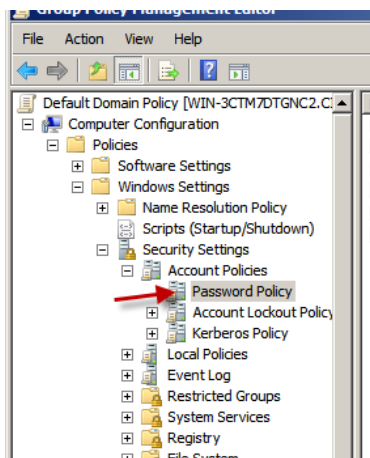 Group Policy Management Editor
File Action View Help
Default Domain Policy [WIN-3CTM7DTGNC2.C
Computer Configuration
Policies
Software Settings
Windows Settings
Name Resolution Policy
Scripts (Startup/Shutdown)
Security Settings
Account Policies
Password Policy
Account Lockout Policy
Kerberos Policy
Local Policies
Event Log
Restricted Groups
System Services
Registry
File System